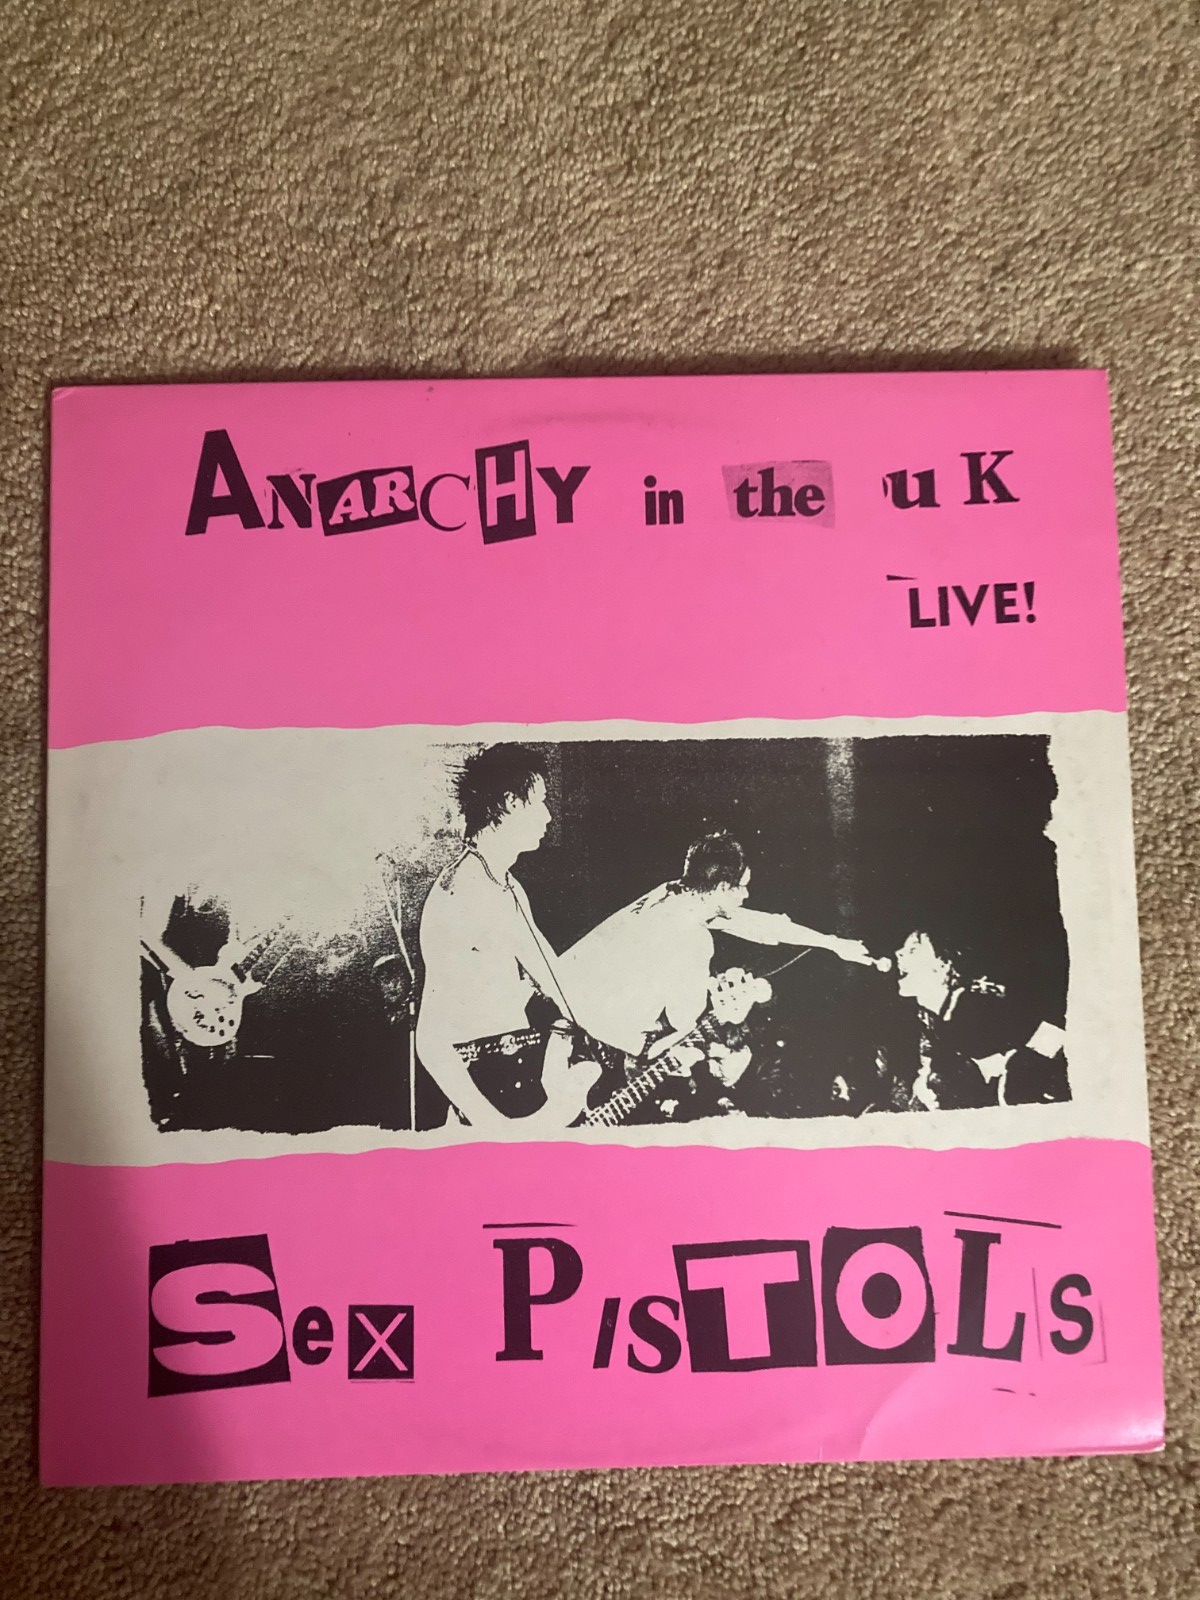 ANARCHY in the uK
LIVE!
Sex PisTOLs